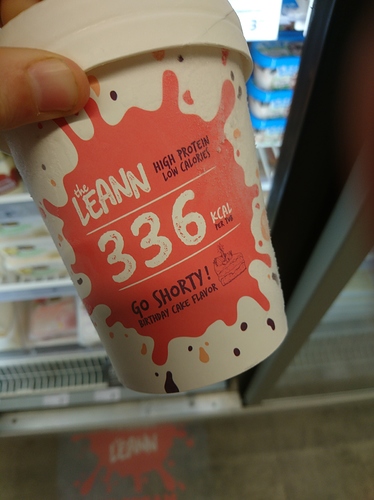 the
LEANN
HIGH PROTEIN
LOW CALORIES
336
KCAL
PER TUB
GO SHORTY!
BIRTHDAY CAKE FLAVOR
LEANN